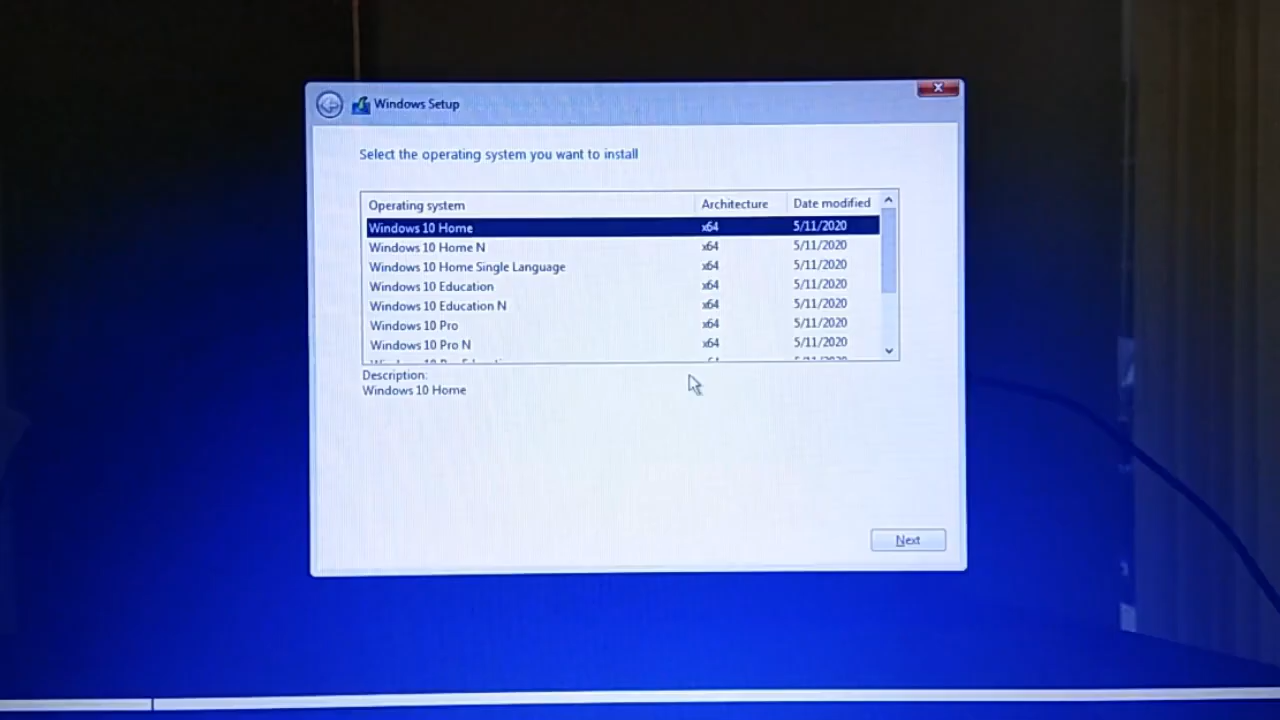 Windows Setup
Select the operating system you want to install
Operating system Architecture Date modified
Windows 10 Home x64 5/11/2020
Windows 10 Home N x64 5/11/2020
Windows 10 Home Single Language x64 5/11/2020
Windows 10 Education x64 5/11/2020
Windows 10 Education N x64 5/11/2020
Windows 10 Pro x64 5/11/2020
Windows 10 Pro N x64 5/11/2020
Description:
Windows 10 Home
Next